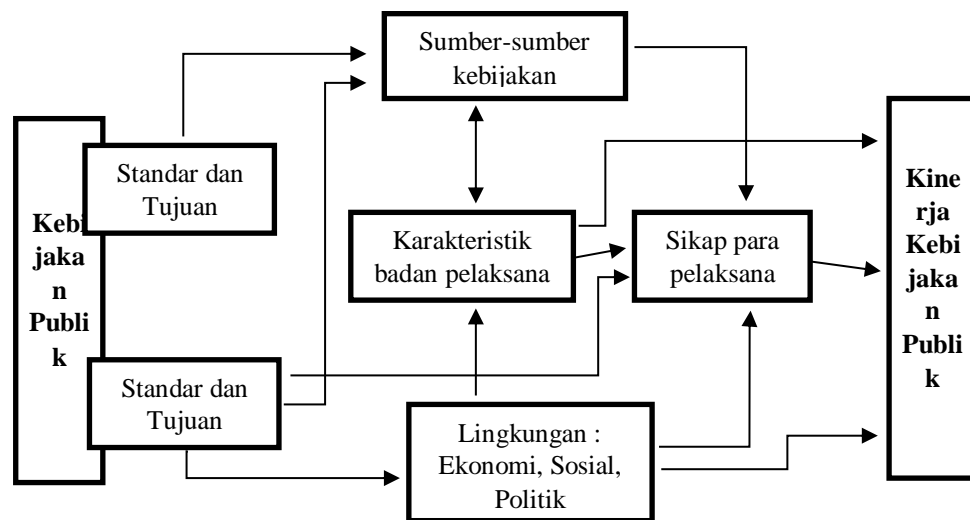 Sumber-sumber
kebijakan
Standar dan
Tujuan
Kebi
jaka
n
Publi
k
Karakteristik
badan pelaksana
Sikap para
pelaksana
Kine
rja
Kebi
jaka
n
Publi
k
Standar dan
Tujuan
Lingkungan :
Ekonomi, Sosial,
Politik